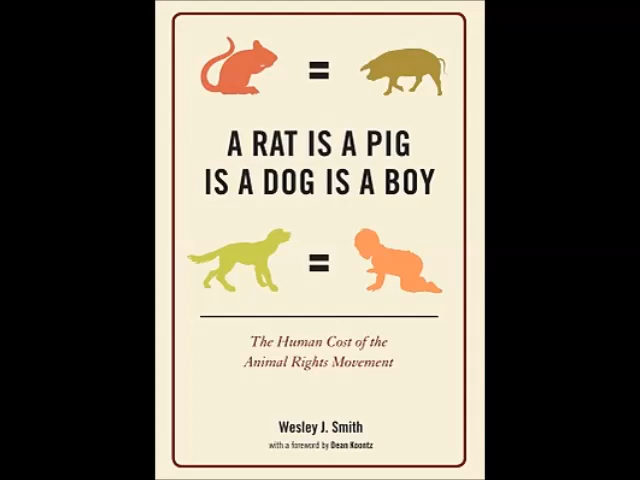 =
A RAT IS A PIG
IS A DOG IS A BOY
=
The Human Cost of the
Animal Rights Movement
Wesley J. Smith
with a foreword by Dean Koontz